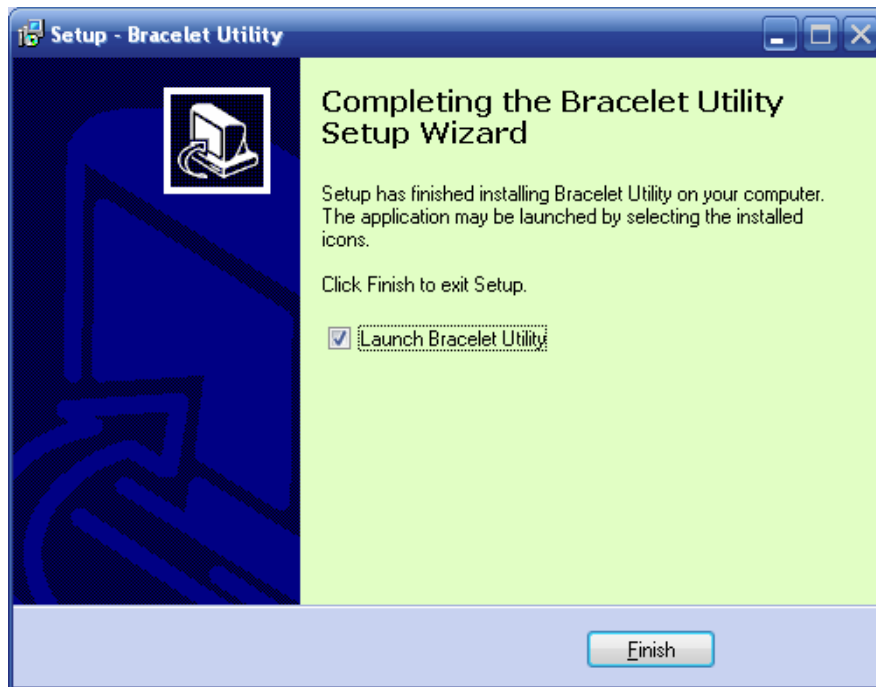 Setup - Bracelet Utility
Completing the Bracelet Utility
Setup Wizard
Setup has finished installing Bracelet Utility on your computer.
The application may be launched by selecting the installed
icons.
Click Finish to exit Setup.
Launch Bracelet Utility
Finish